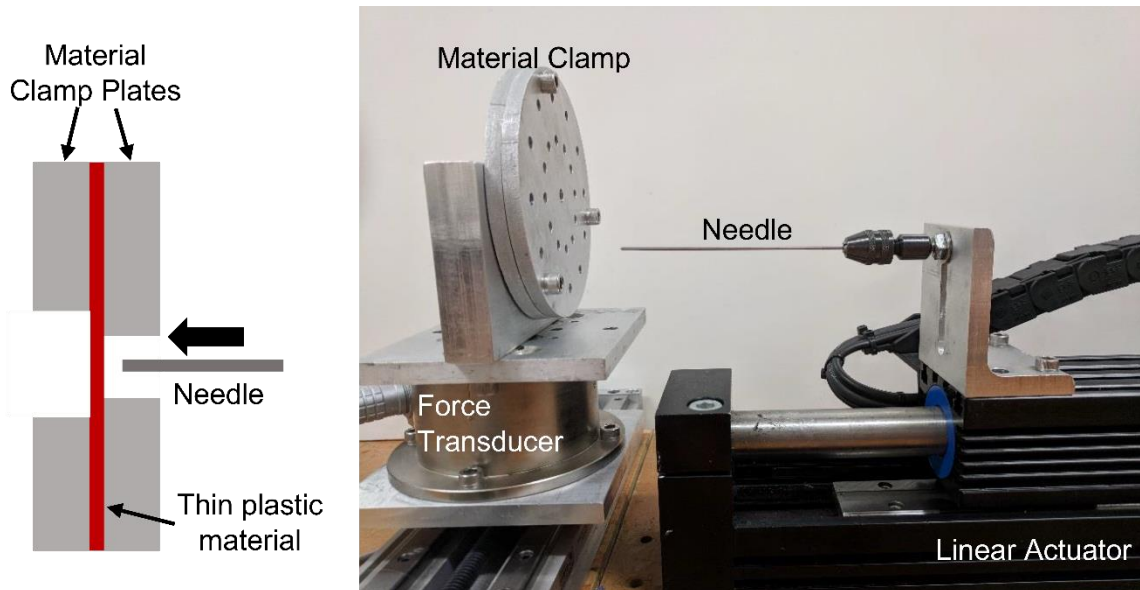 Material
Clamp Plates
Needle
Thin plastic
material
Material Clamp
Needle
Force
Transducer
Linear Actuator